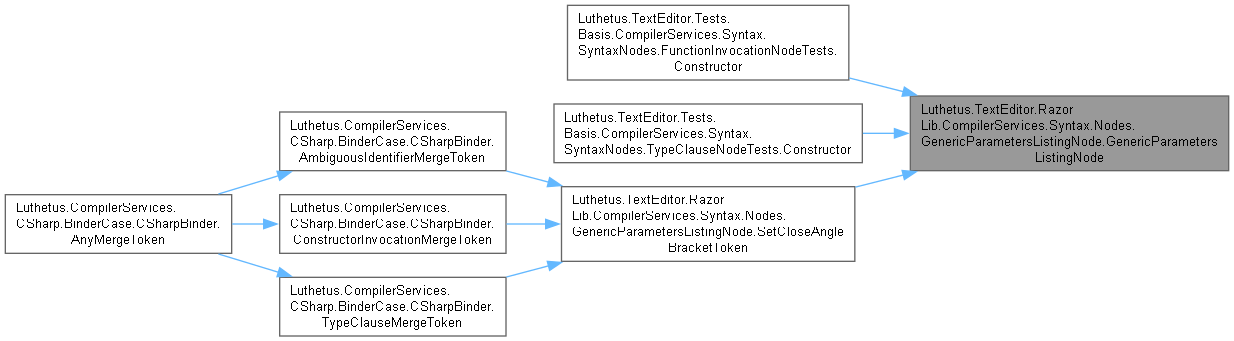 Luthetus.TextEditor.Tests.
Basis.CompilerServices.Syntax.
SyntaxNodes.FunctionInvocationNodeTests.
Constructor
Luthetus.TextEditor.Razor
Lib.CompilerServices.Syntax.Nodes.
GenericParametersListingNode.GenericParameters
ListingNode
Luthetus.TextEditor.Tests.
Basis.CompilerServices.Syntax.
SyntaxNodes.TypeClauseNodeTests.Constructor
Luthetus.CompilerServices.
CSharp.BinderCase.CSharpBinder.
AmbiguousIdentifierMergeToken
Luthetus.TextEditor.Razor
Lib.CompilerServices.Syntax.Nodes.
GenericParametersListingNode.SetCloseAngle
BracketToken
Luthetus.CompilerServices.
CSharp.BinderCase.CSharpBinder.
AnyMergeToken
Luthetus.CompilerServices.
CSharp.BinderCase.CSharpBinder.
ConstructorInvocationMergeToken
Luthetus.CompilerServices.
CSharp.BinderCase.CSharpBinder.
TypeClauseMergeToken